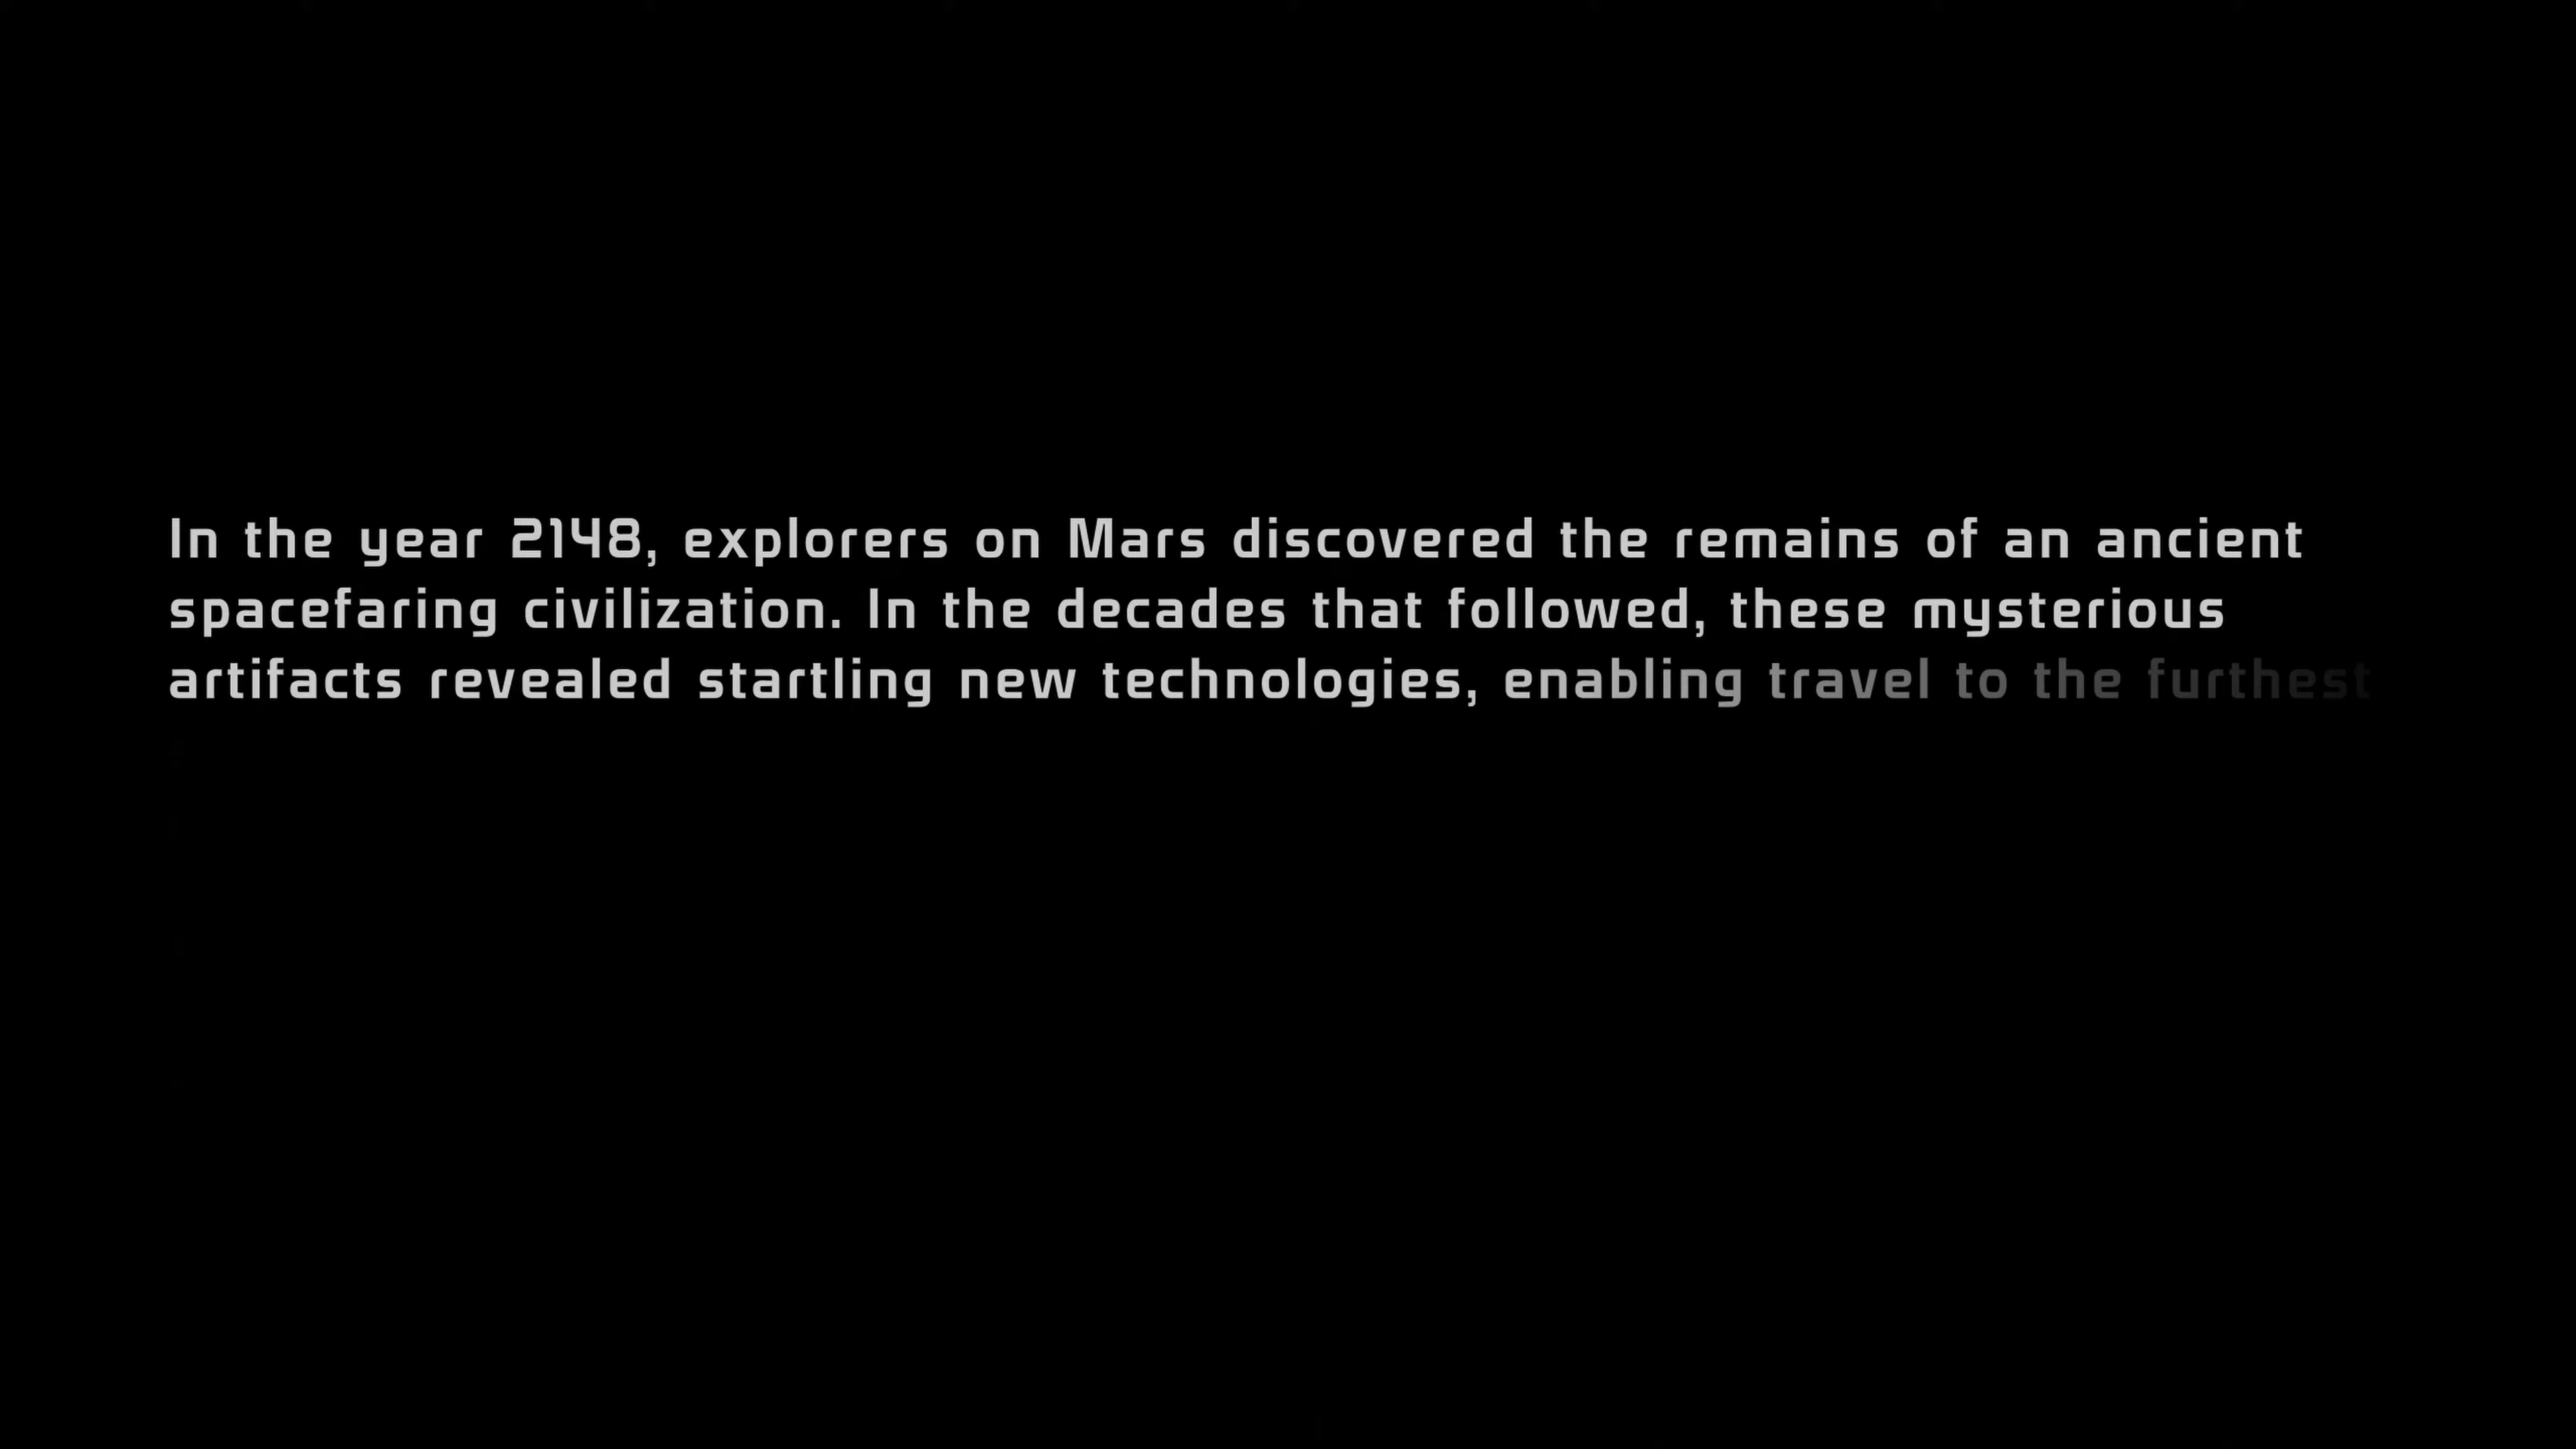 In the year 2148, explorers on Mars discovered the remains of an ancient
spacefaring civilization. In the decades that followed, these mysterious
artifacts revealed startling new technologies, enabling travel to the furthest